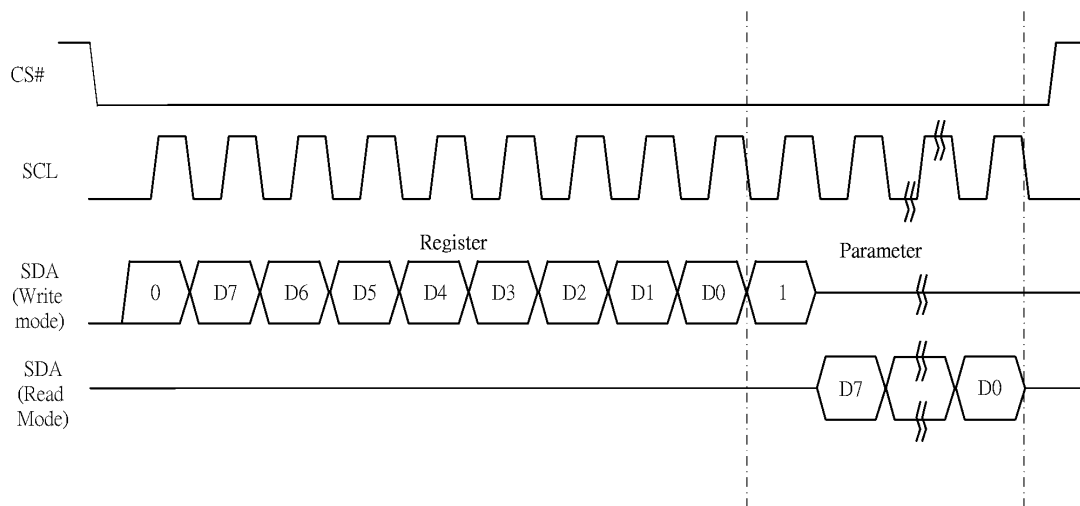 CS#
SCL
Register
Parameter
SDA
(Write
mode)
0 D7 D6 D5 D4 D3 D2 D1 D0 1
SDA
(Read
Mode)
D7 D0